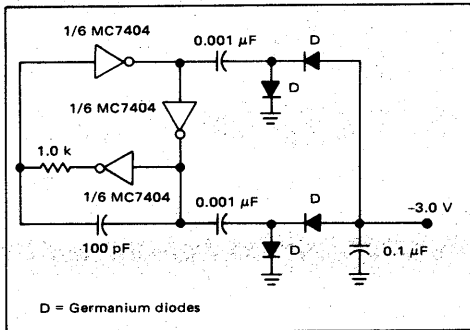 1/6 MC7404
0.001 µF
D
D
1/6 MC7404
1.0 k
1/6 MC7404
0.001 µF
D
-3.0 V
100 pF
D
0.1 µF
D = Germanium diodes